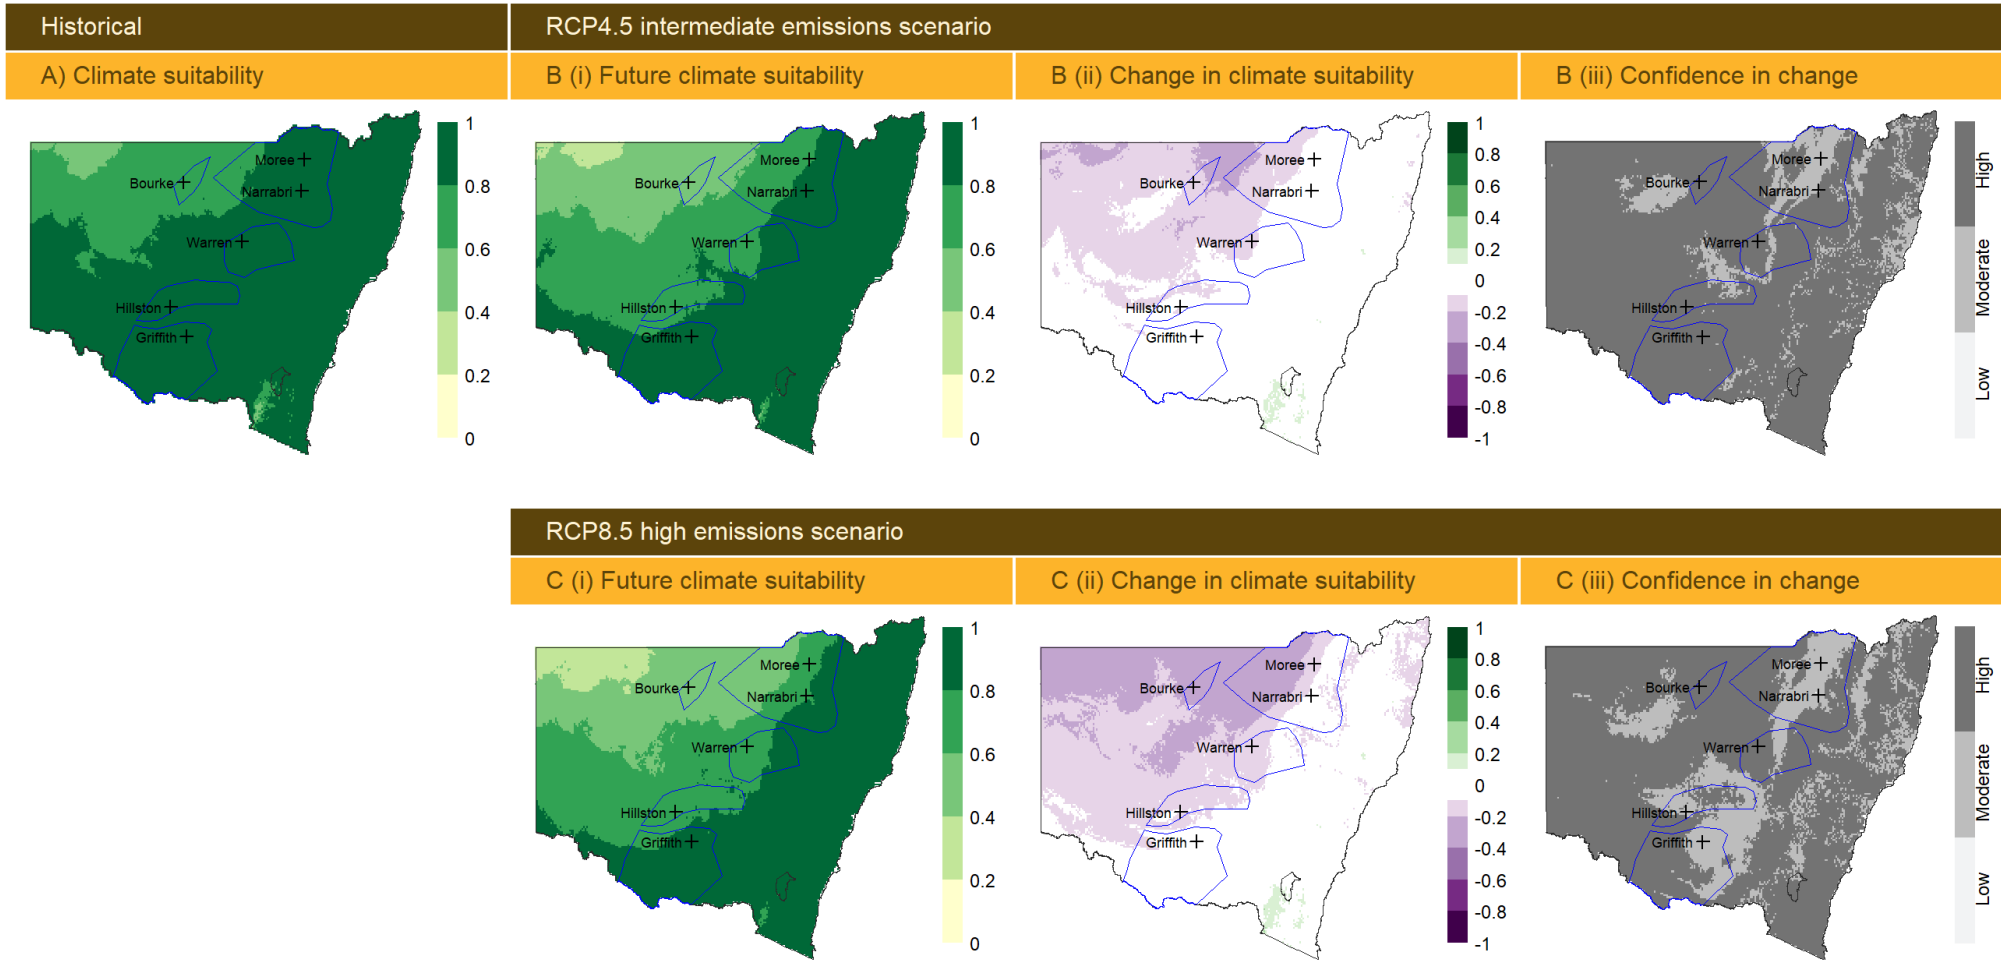 Historical
RCP4.5 intermediate emissions scenario
A) Climate suitability
B (i) Future climate suitability
B (ii) Change in climate suitability
B (iii) Confidence in change
Moree
Bourke
Narrabri
Warren
Hillston
Griffith
1
0.8
0.6
0.4
0.2
0
Moree
Bourke
Narrabri
Warren
Hillston
Griffith
1
0.8
0.6
0.4
0.2
0
Moree
Bourke
Narrabri
Warren
Hillston
Griffith
1
0.8
0.6
0.4
0.2
0
-0.2
-0.4
-0.6
-0.8
-1
Moree
Bourke
Narrabri
Warren
Hillston
Griffith
High
Moderate
Low
RCP8.5 high emissions scenario
C (i) Future climate suitability
C (ii) Change in climate suitability
C (iii) Confidence in change
Moree
Bourke
Narrabri
Warren
Hillston
Griffith
1
0.8
0.6
0.4
0.2
0
Moree
Bourke
Narrabri
Warren
Hillston
Griffith
1
0.8
0.6
0.4
0.2
0
-0.2
-0.4
-0.6
-0.8
-1
Moree
Bourke
Narrabri
Warren
Hillston
Griffith
High
Moderate
Low